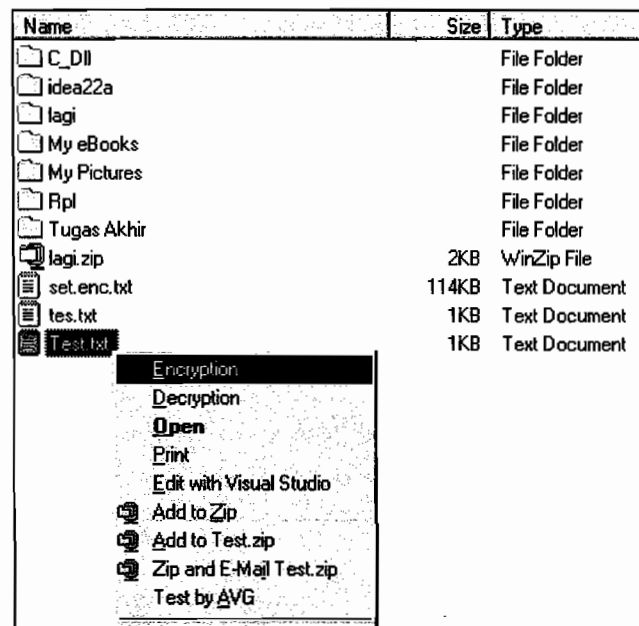 Name Size Type
C_Dll File Folder
idea22a File Folder
lagi File Folder
My eBooks File Folder
My Pictures File Folder
Rpl File Folder
Tugas Akhir File Folder
lagi.zip 2KB WinZip File
set.enc.txt 114KB Text Document
tes.txt 1KB Text Document
Test.txt 1KB Text Document
Encryption
Decryption
Open
Print
Edit with Visual Studio
Add to Zip
Add to Test.zip
Zip and E-Mail Test.zip
Test by AVG